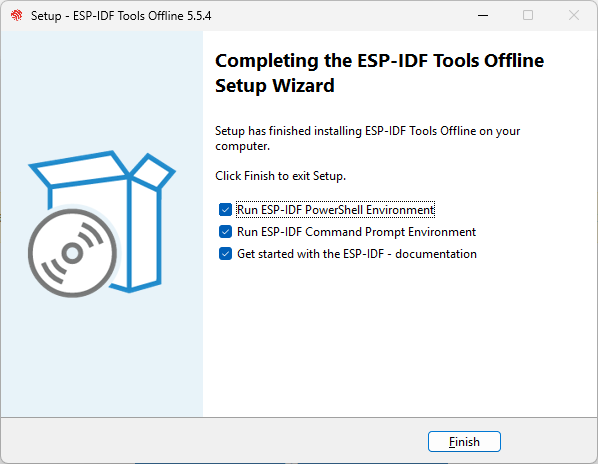 Setup - ESP-IDF Tools Offline 5.5.4
Completing the ESP-IDF Tools Offline
Setup Wizard
Setup has finished installing ESP-IDF Tools Offline on your
computer.
Click Finish to exit Setup.
Run ESP-IDF PowerShell Environment
Run ESP-IDF Command Prompt Environment
Get started with the ESP-IDF - documentation
Finish